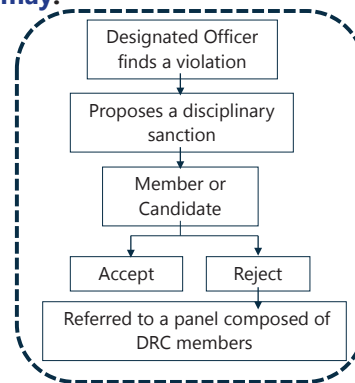 may:
Designated Officer
finds a violation
Proposes a disciplinary
sanction
Member or
Candidate
Accept
Reject
Referred to a panel composed of
DRC members